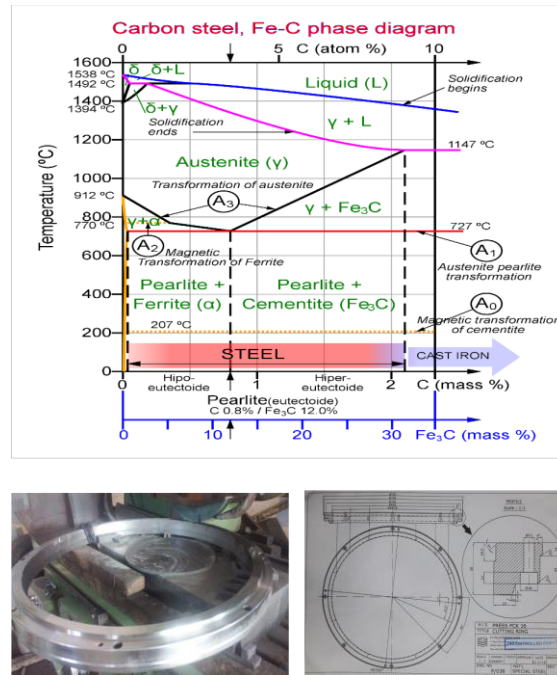 Carbon steel, Fe-C phase diagram
0 5 10
C (atom %)
1600
1538 ºC
1492 ºC
1400
1394 ºC
1200
1000
912 ºC
800
770 ºC
600
400
200
0
Temperature (ºC)
δ δ+L
δ+γ
Liquid (L)
Solidification
begins
Solidification
ends
γ + L
1147 ºC
Austenite (γ)
Transformation of austenite
A3
γ + Fe3C
γ+α
727 ºC
A2
Magnetic
Transformation of Ferrite
A1
Austenite pearlite
transformation
Pearlite +
Ferrite (α)
Pearlite +
Cementite (Fe3C)
A0
Magnetic transformation
of cementite
207 ºC
STEEL
CAST IRON
0 1 2 C (mass %)
Hipo-
eutectoide
Hiper-
eutectoide
Pearlite(eutectoide)
C 0.8% / Fe3C 12.0%
0 10 20 30 Fe3C (mass %)
PROFILE
CUTTING RING